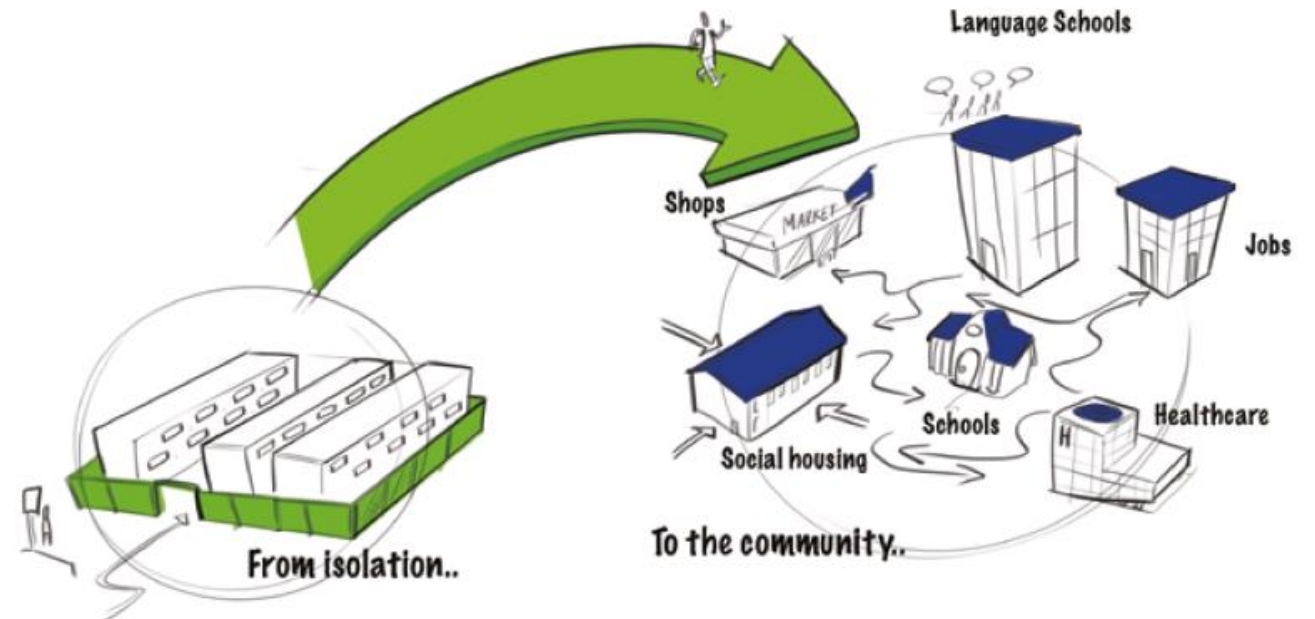 Language Schools
Shops
MARKET
Jobs
Schools
Healthcare
H
Social housing
To the community..
From isolation..